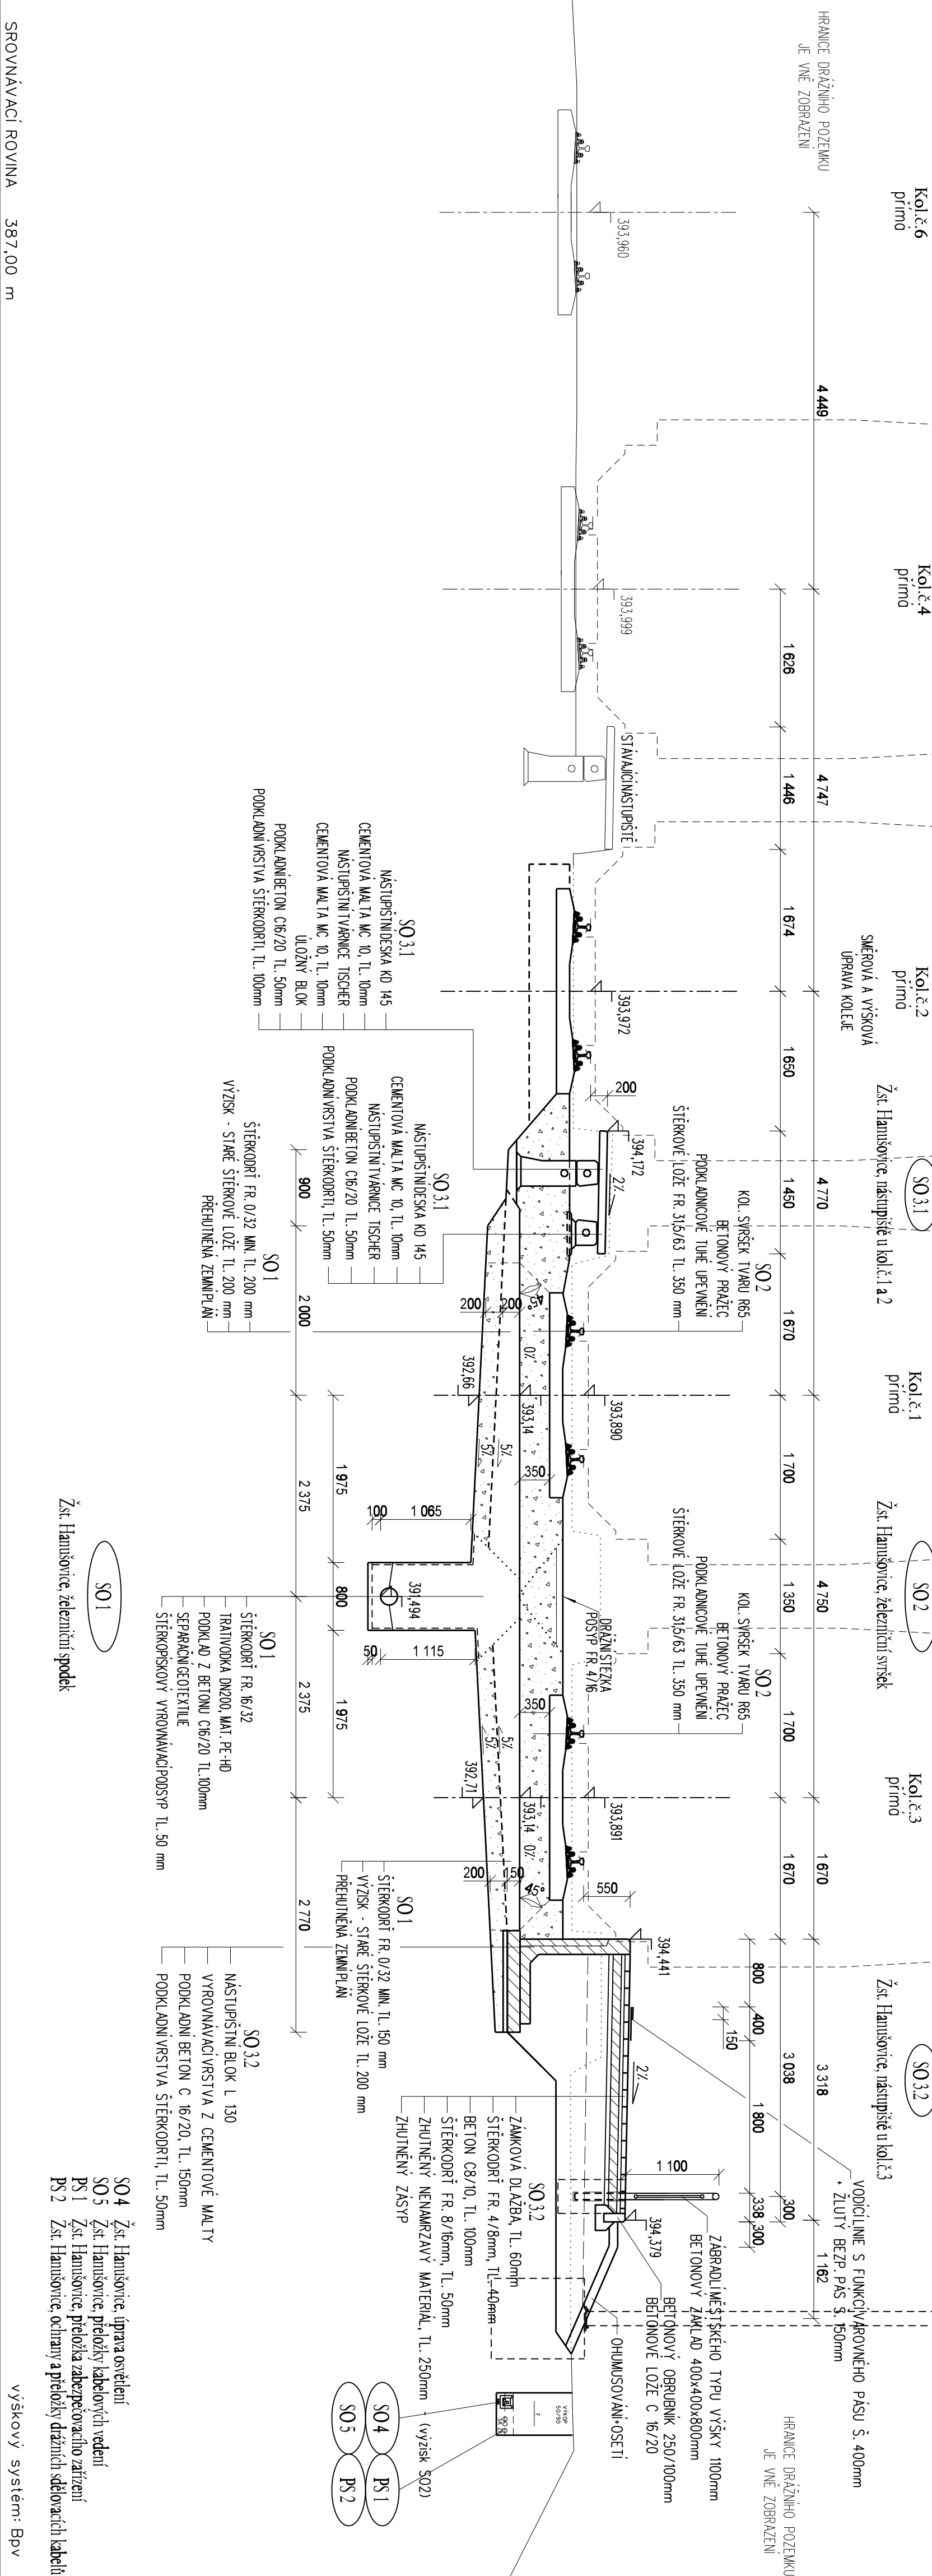 HRANICE DRÁŽNIHO POZEMKU
JE VNĚ ZOBRAZENÍ
Kol.č.6
přímá
Kol.č.4
přímá
Kol.č.2
přímá
SMĚROVÁ A VÝŠKOVÁ
ÚPRAVA KOLEJE
Žst. Hanušovice, nástupiště u kol.č.1 a 2
SO 3.1
Kol.č.1
přímá
Žst. Hanušovice, železniční svršek
SO 2
Kol.č.3
přímá
Žst. Hanušovice, nástupiště u kol.č.3
SO 3.2
HRANICE DRÁŽNIHO POZEMKU
JE VNĚ ZOBRAZENÍ
4 449
4 747
4 770
4 750
1 670
3 318
1 162
1 626
1 446
1 674
1 650
1 450
1 670
1 700
1 350
1 700
1 670
3 038
300
800
400
1 800
338
300
150
VODÍCÍ LINIE S FUNKCÍ VAROVNÉHO PÁSU Š. 400mm
+ ŽLUTÝ BEZP. PÁS Š. 150mm
ZÁBRADLÍ MĚSTSKÉHO TYPU VÝŠKY 1100mm
BETONOVÝ ZÁKLAD 400x400x800mm
BETONOVÝ OBRUBNÍK 250/100mm
BETONOVÉ LOŽE C 16/20
OHUMUSOVÁNÍ+OSETÍ
393,960
393,999
STÁVAJÍCÍ NÁSTUPIŠTĚ
393,972
200
394,172
2%
SO 2
KOL. SVRŠEK TVARU R65
BETONOVÝ PRAŽEC
PODKLADNICOVÉ TUHÉ UPEVNĚNÍ
ŠTĚRKOVÉ LOŽE FR. 31,5/63 TL. 350 mm
393,890
DRÁŽNÍ STEZKA
POSYP FR. 4/16
SO 2
KOL. SVRŠEK TVARU R65
BETONOVÝ PRAŽEC
PODKLADNICOVÉ TUHÉ UPEVNĚNÍ
ŠTĚRKOVÉ LOŽE FR. 31,5/63 TL. 350 mm
393,891
550
394,441
2%
1 100
394,379
200
200
45°
0%
393,14
392,66
5%
5%
350
100
1 065
391,494
50
1 115
350
5%
5%
393,14
392,71
0%
200
150
45°
SO 3.1
NÁSTUPIŠTNÍ DESKA KD 145
CEMENTOVÁ MALTA MC 10, TL. 10mm
NÁSTUPIŠTNÍ TVÁRNICE TISCHER
CEMENTOVÁ MALTA MC 10, TL. 10mm
ÚLOŽNÝ BLOK
PODKLADNÍ BETON C16/20 TL. 50mm
PODKLADNÍ VRSTVA ŠTĚRKODRTI, TL. 100mm
SO 3.1
NÁSTUPIŠTNÍ DESKA KD 145
CEMENTOVÁ MALTA MC 10, TL. 10mm
NÁSTUPIŠTNÍ TVÁRNICE TISCHER
PODKLADNÍ BETON C16/20 TL. 50mm
PODKLADNÍ VRSTVA ŠTĚRKODRTI, TL. 50mm
SO 1
ŠTĚRKODRŤ FR. 0/32 MIN. TL. 200 mm
VÝZISK - STARÉ ŠTĚRKOVÉ LOŽE TL. 200 mm
PŘEHUTNĚNÁ ZEMNÍ PLÁŇ
SO 1
ŠTĚRKODRŤ FR. 0/32 MIN. TL. 150 mm
VÝZISK - STARÉ ŠTĚRKOVÉ LOŽE TL. 200 mm
PŘEHUTNĚNÁ ZEMNÍ PLÁŇ
SO 3.2
ZÁMKOVÁ DLAŽBA, TL. 60mm
ŠTĚRKODRŤ FR. 4/8mm, TL. 40mm
BETON C8/10, TL. 100mm
ŠTĚRKODRŤ FR. 8/16mm, TL. 50mm
ZHUTNĚNÝ NENAMRZAVÝ MATERIÁL, TL. 250mm - (výzisk S02)
ZHUTNĚNÝ ZÁSYP
VÝKOP
50/90
SO 4
PS 1
SO 5
PS 2
900
2 000
1 975
2 375
800
2 375
1 975
2 770
SO 1
ŠTĚRKODRŤ FR. 16/32
TRATIVODKA DN200, MAT. PE-HD
PODKLAD Z BETONU C16/20 TL.100mm
SEPARAČNÍ GEOTEXTILIE
ŠTĚRKOPÍSKOVÝ VYROVNÁVACÍ PODSYP TL. 50 mm
SO 3.2
NÁSTUPIŠTNÍ BLOK L 130
VYROVNÁVACÍ VRSTVA Z CEMENTOVÉ MALTY
PODKLADNÍ BETON C 16/20, TL. 150mm
PODKLADNÍ VRSTVA ŠTĚRKODRTI, TL. 50mm
SO 1
Žst. Hanušovice, železniční spodek
SO 4 Žst. Hanušovice, úprava osvětlení
SO 5 Žst. Hanušovice, přeložky kabelových vedení
PS 1 Žst. Hanušovice, přeložka zabezpečovacího zařízení
PS 2 Žst. Hanušovice, ochrany a přeložky drážních sdělovacích kabelů
SROVNÁVACÍ ROVINA 387,00 m
výškový systém: Bpv